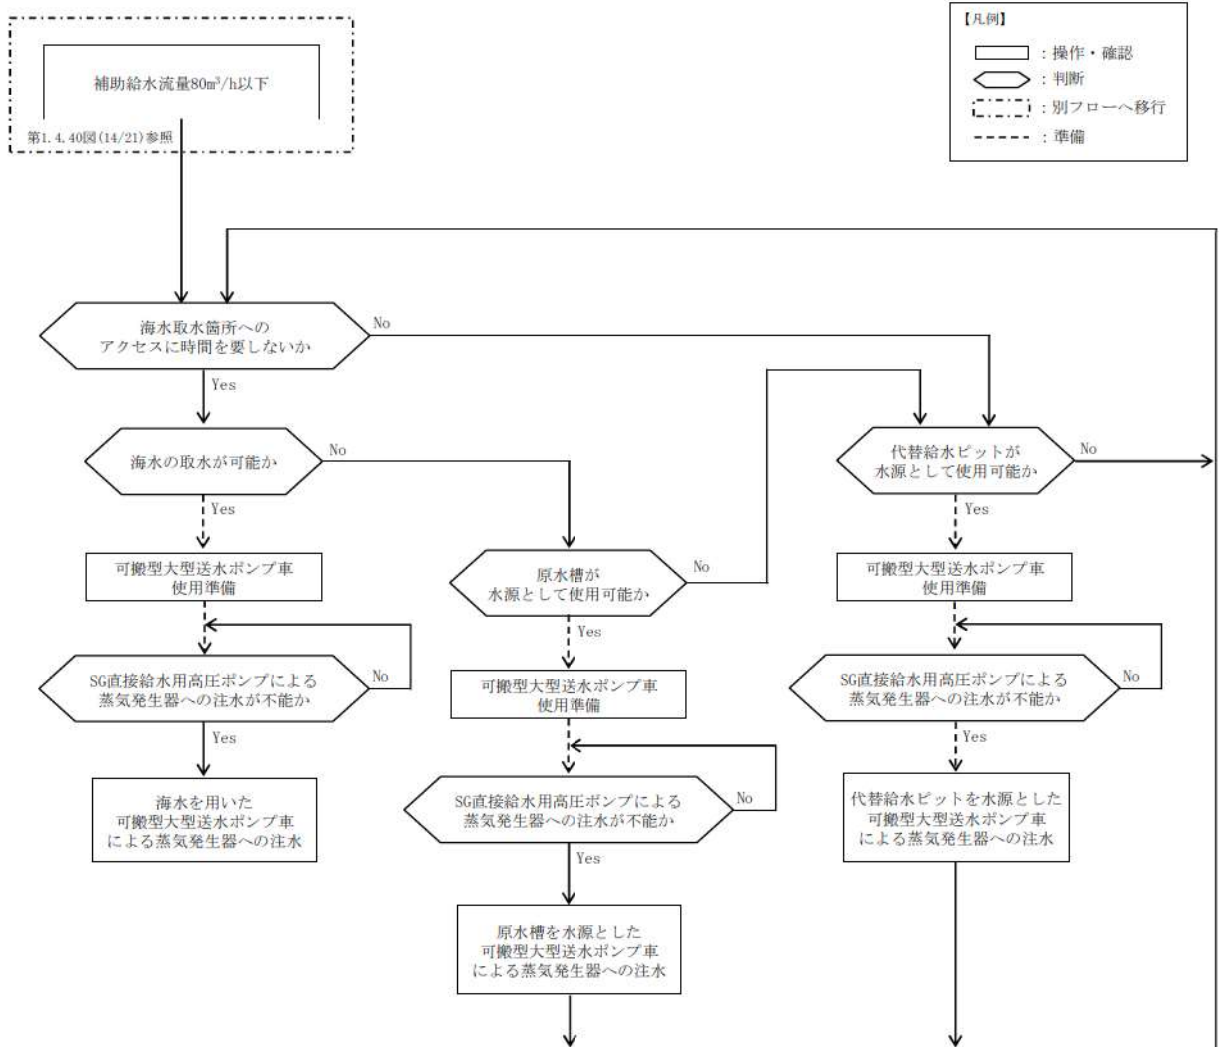 補助給水流量80m³/h以下
第1.4.40図(14/21)参照
【凡例】
：操作・確認
：判断
：別フローへ移行
：準備
海水取水箇所への
アクセスに時間を要しないか
No
Yes
海水の取水が可能か
No
Yes
代替給水ピットが
水源として使用可能か
No
Yes
可搬型大型送水ポンプ車
使用準備
原水槽が
水源として使用可能か
No
Yes
可搬型大型送水ポンプ車
使用準備
SG直接給水用高圧ポンプによる
蒸気発生器への注水が不能か
No
Yes
可搬型大型送水ポンプ車
使用準備
SG直接給水用高圧ポンプによる
蒸気発生器への注水が不能か
No
Yes
海水を用いた
可搬型大型送水ポンプ車
による蒸気発生器への注水
SG直接給水用高圧ポンプによる
蒸気発生器への注水が不能か
No
Yes
代替給水ピットを水源とした
可搬型大型送水ポンプ車
による蒸気発生器への注水
原水槽を水源とした
可搬型大型送水ポンプ車
による蒸気発生器への注水